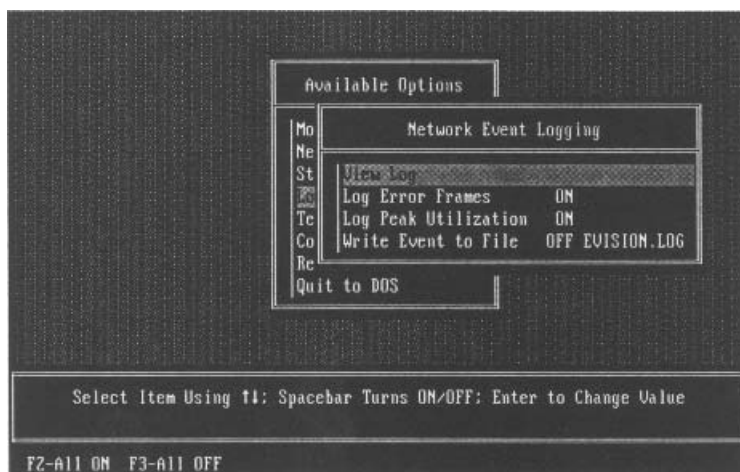 Available Options
Mo
Network Event Logging
Ne
St
View Log
Lo
Log Error Frames ON
Te
Log Peak Utilization ON
Co
Write Event to File OFF EVISION.LOG
Re
Quit to DOS
Select Item Using ↑↓; Spacebar Turns ON/OFF; Enter to Change Value
F2-All ON F3-All OFF